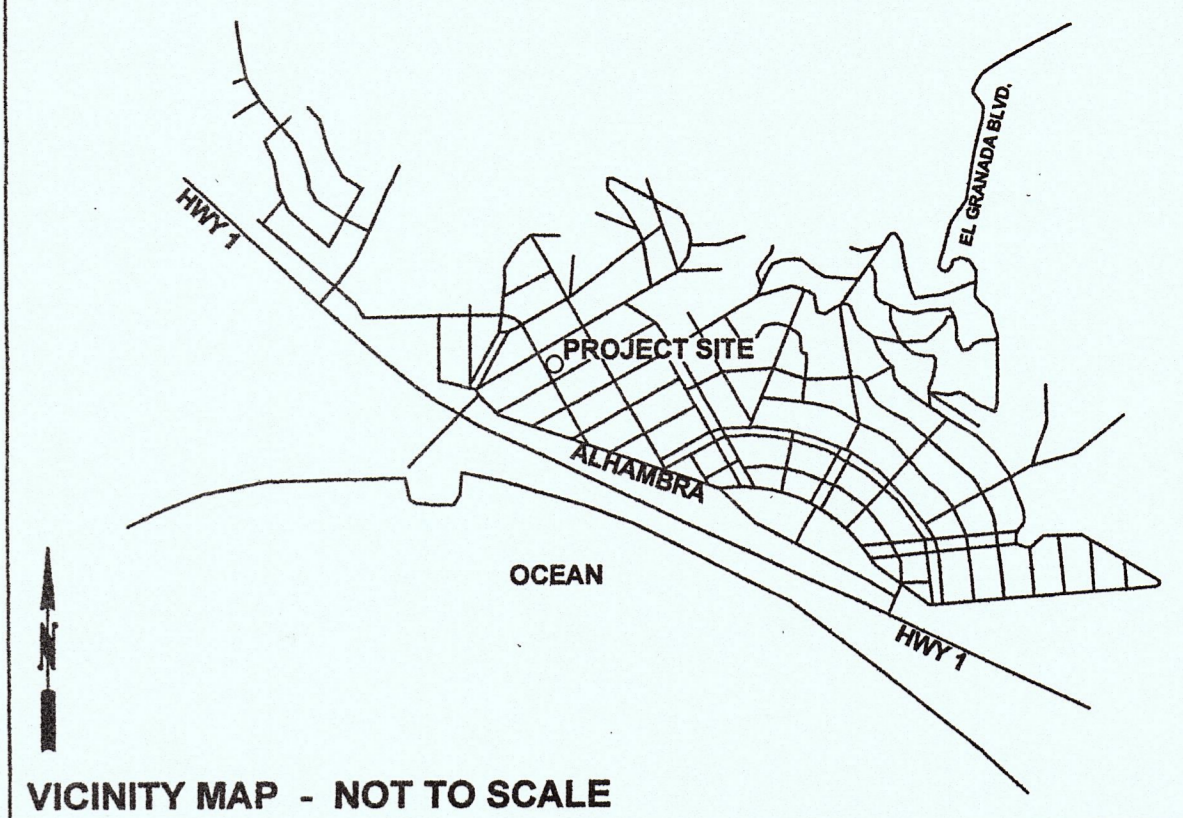 EL GRANADA BLVD.
HWY 1
PROJECT SITE
ALHAMBRA
OCEAN
HWY 1
N
VICINITY MAP - NOT TO SCALE